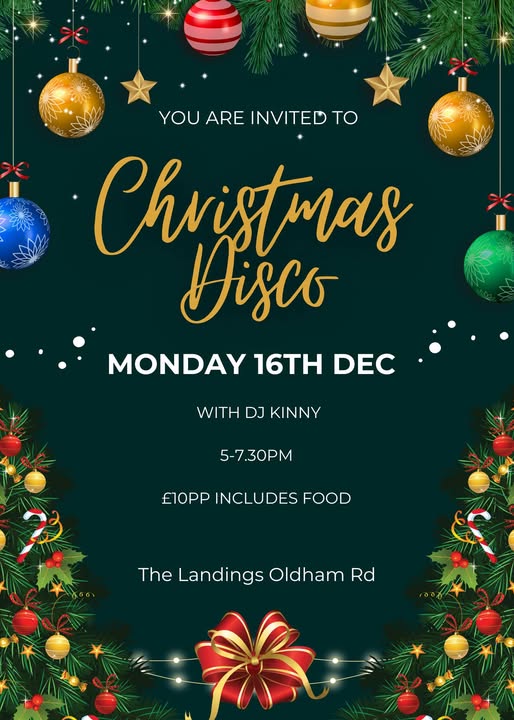 YOU ARE INVITED TO
Christmas
Disco
MONDAY 16TH DEC
WITH DJ KINNY
5-7.30PM
£10PP INCLUDES FOOD
The Landings Oldham Rd